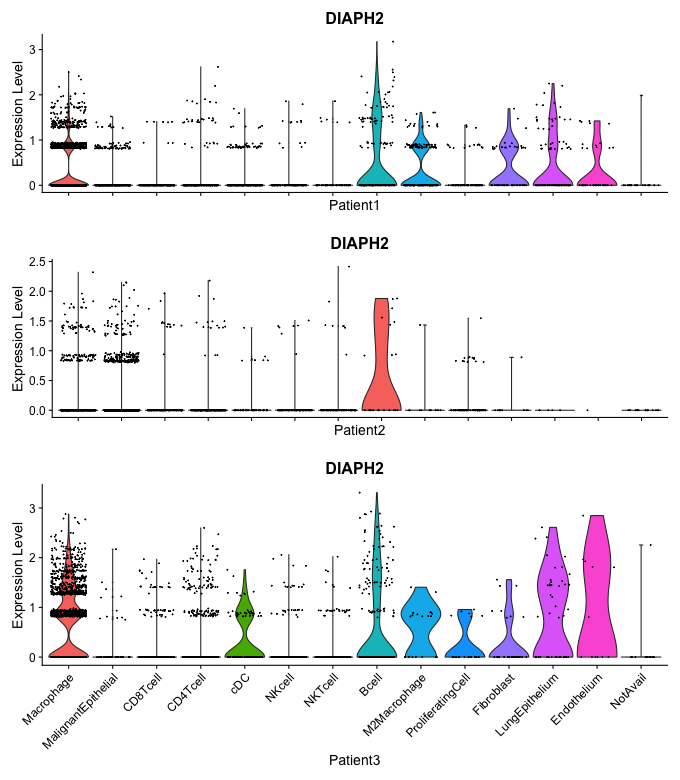 DIAPH2
Expression Level
3
2
1
0
Patient1
DIAPH2
Expression Level
2.5
2.0
1.5
1.0
0.5
0.0
Patient2
DIAPH2
Expression Level
3
2
1
0
Macrophage
MalignantEpithelial
CD8Tcell
CD4Tcell
cDC
NKcell
NKTcell
Bcell
M2Macrophage
ProliferatingCell
Fibroblast
LungEpithelium
Endothelium
NotAvail
Patient3